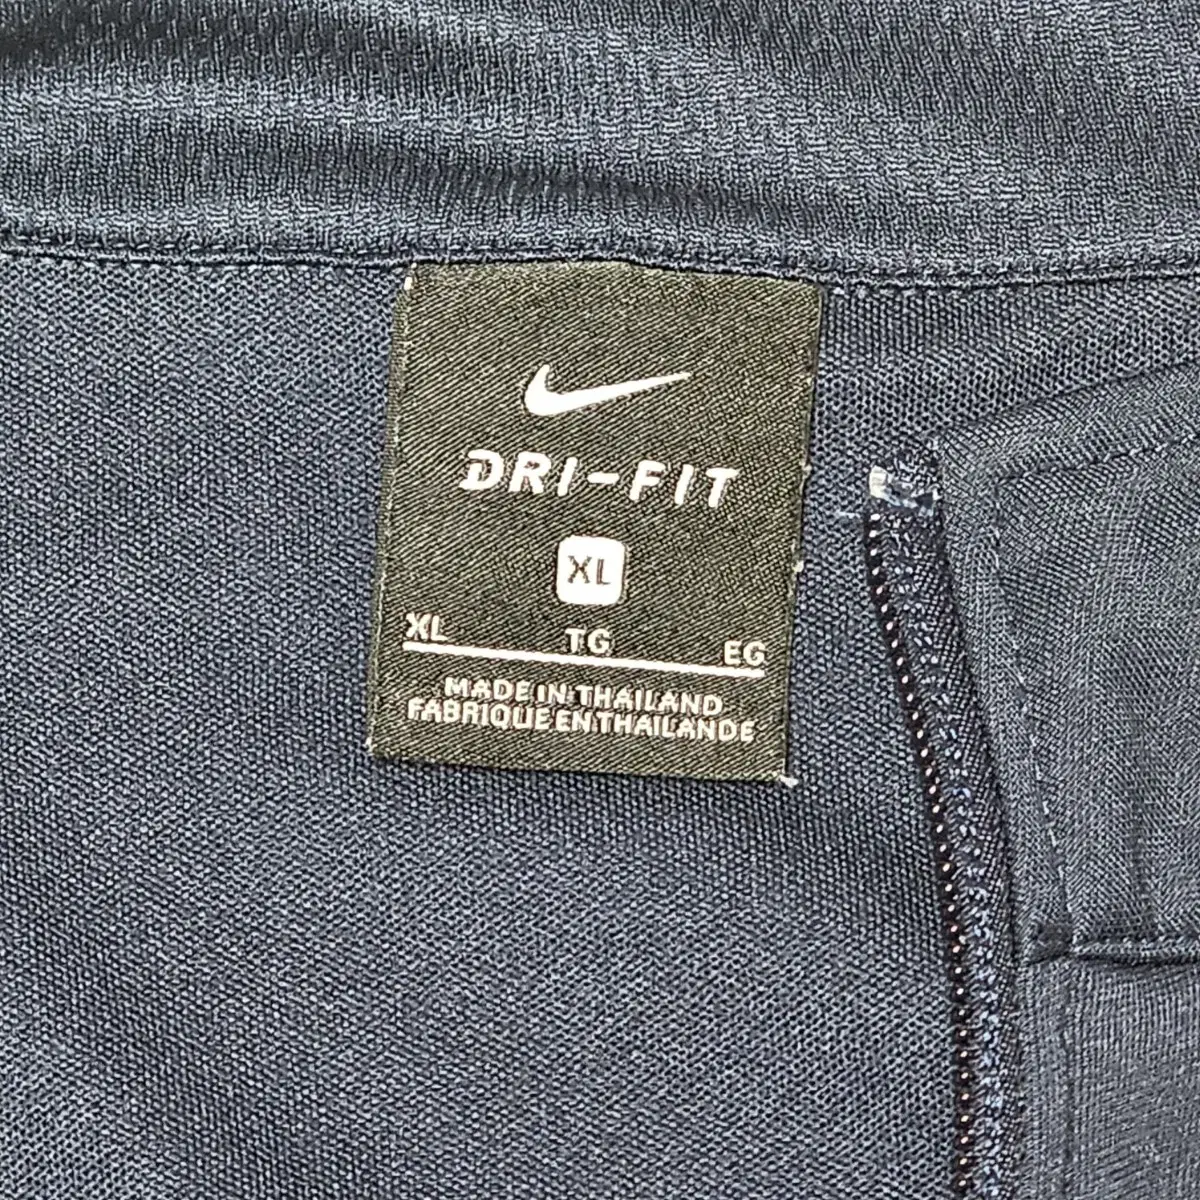 DRI-FIT
XL
XL TG EG
MADE IN THAILAND
FABRIQUE EN THAILANDE